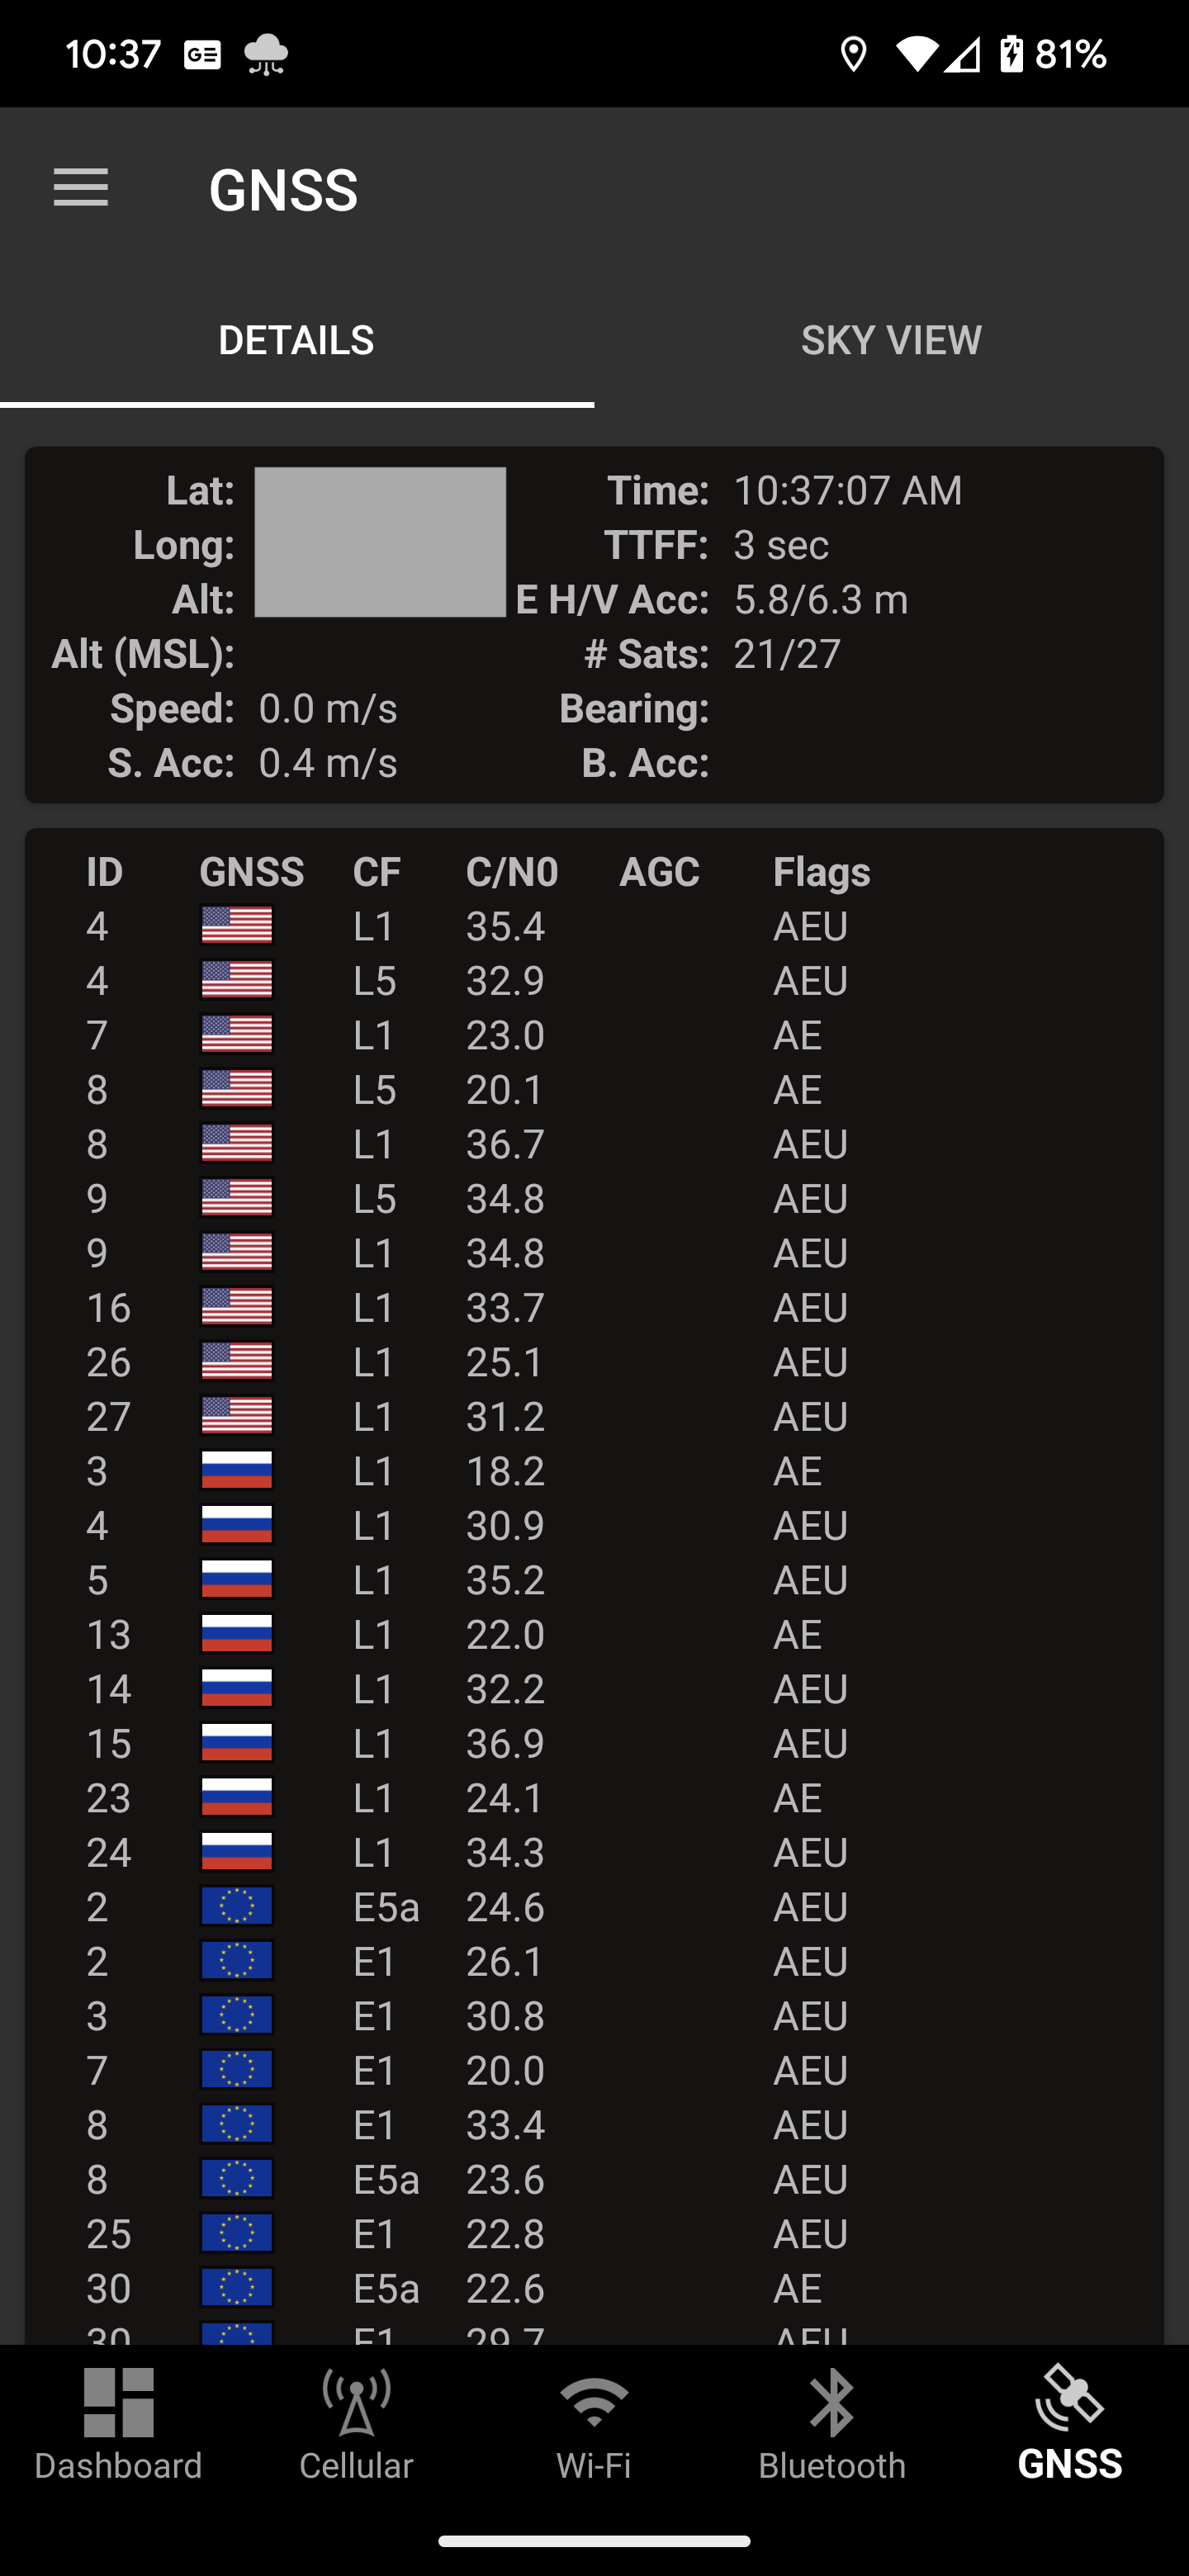 10:37 GE 81%
GNSS
DETAILS SKY VIEW
Lat: Time: 10:37:07 AM
Long: TTFF: 3 sec
Alt: E H/V Acc: 5.8/6.3 m
Alt (MSL): # Sats: 21/27
Speed: 0.0 m/s Bearing:
S. Acc: 0.4 m/s B. Acc:
ID GNSS CF C/N0 AGC Flags
4 L1 35.4 AEU
4 L5 32.9 AEU
7 L1 23.0 AE
8 L5 20.1 AE
8 L1 36.7 AEU
9 L5 34.8 AEU
9 L1 34.8 AEU
16 L1 33.7 AEU
26 L1 25.1 AEU
27 L1 31.2 AEU
3 L1 18.2 AE
4 L1 30.9 AEU
5 L1 35.2 AEU
13 L1 22.0 AE
14 L1 32.2 AEU
15 L1 36.9 AEU
23 L1 24.1 AE
24 L1 34.3 AEU
2 E5a 24.6 AEU
2 E1 26.1 AEU
3 E1 30.8 AEU
7 E1 20.0 AEU
8 E1 33.4 AEU
8 E5a 23.6 AEU
25 E1 22.8 AEU
30 E5a 22.6 AE
30 E1 29.7 AEU
Dashboard Cellular Wi-Fi Bluetooth GNSS